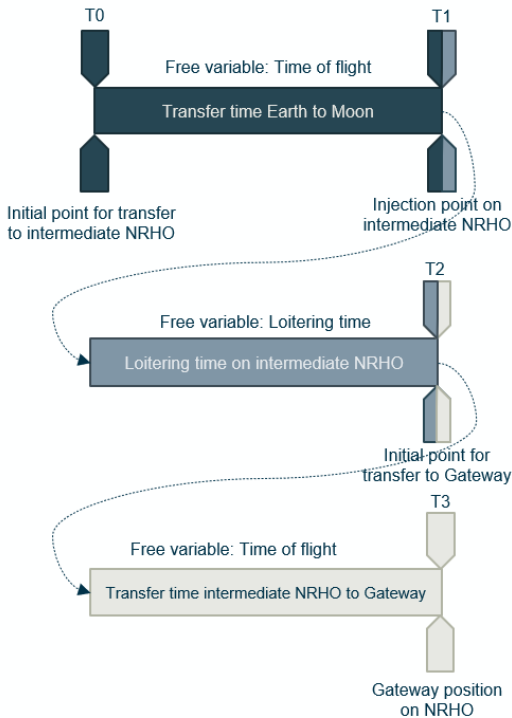 T0
T1
Free variable: Time of flight
Transfer time Earth to Moon
Initial point for transfer
to intermediate NRHO
Injection point on
intermediate NRHO
T2
Free variable: Loitering time
Loitering time on intermediate NRHO
Initial point for
transfer to Gateway
T3
Free variable: Time of flight
Transfer time intermediate NRHO to Gateway
Gateway position
on NRHO